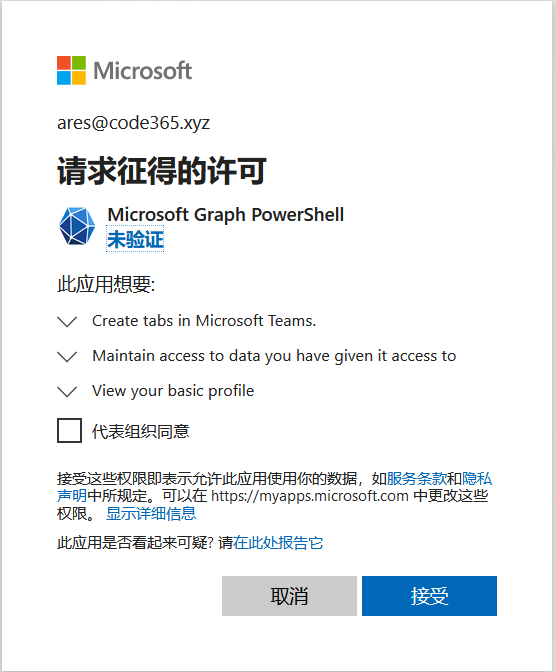 Microsoft
ares@code365.xyz
请求征得的许可
Microsoft Graph PowerShell
未验证
此应用想要:
Create tabs in Microsoft Teams.
Maintain access to data you have given it access to
View your basic profile
代表组织同意
接受这些权限即表示允许此应用使用你的数据，如服务条款和隐私
声明中所规定。可以在 https://myapps.microsoft.com 中更改这些
权限。 显示详细信息
此应用是否看起来可疑? 请在此处报告它
取消
接受